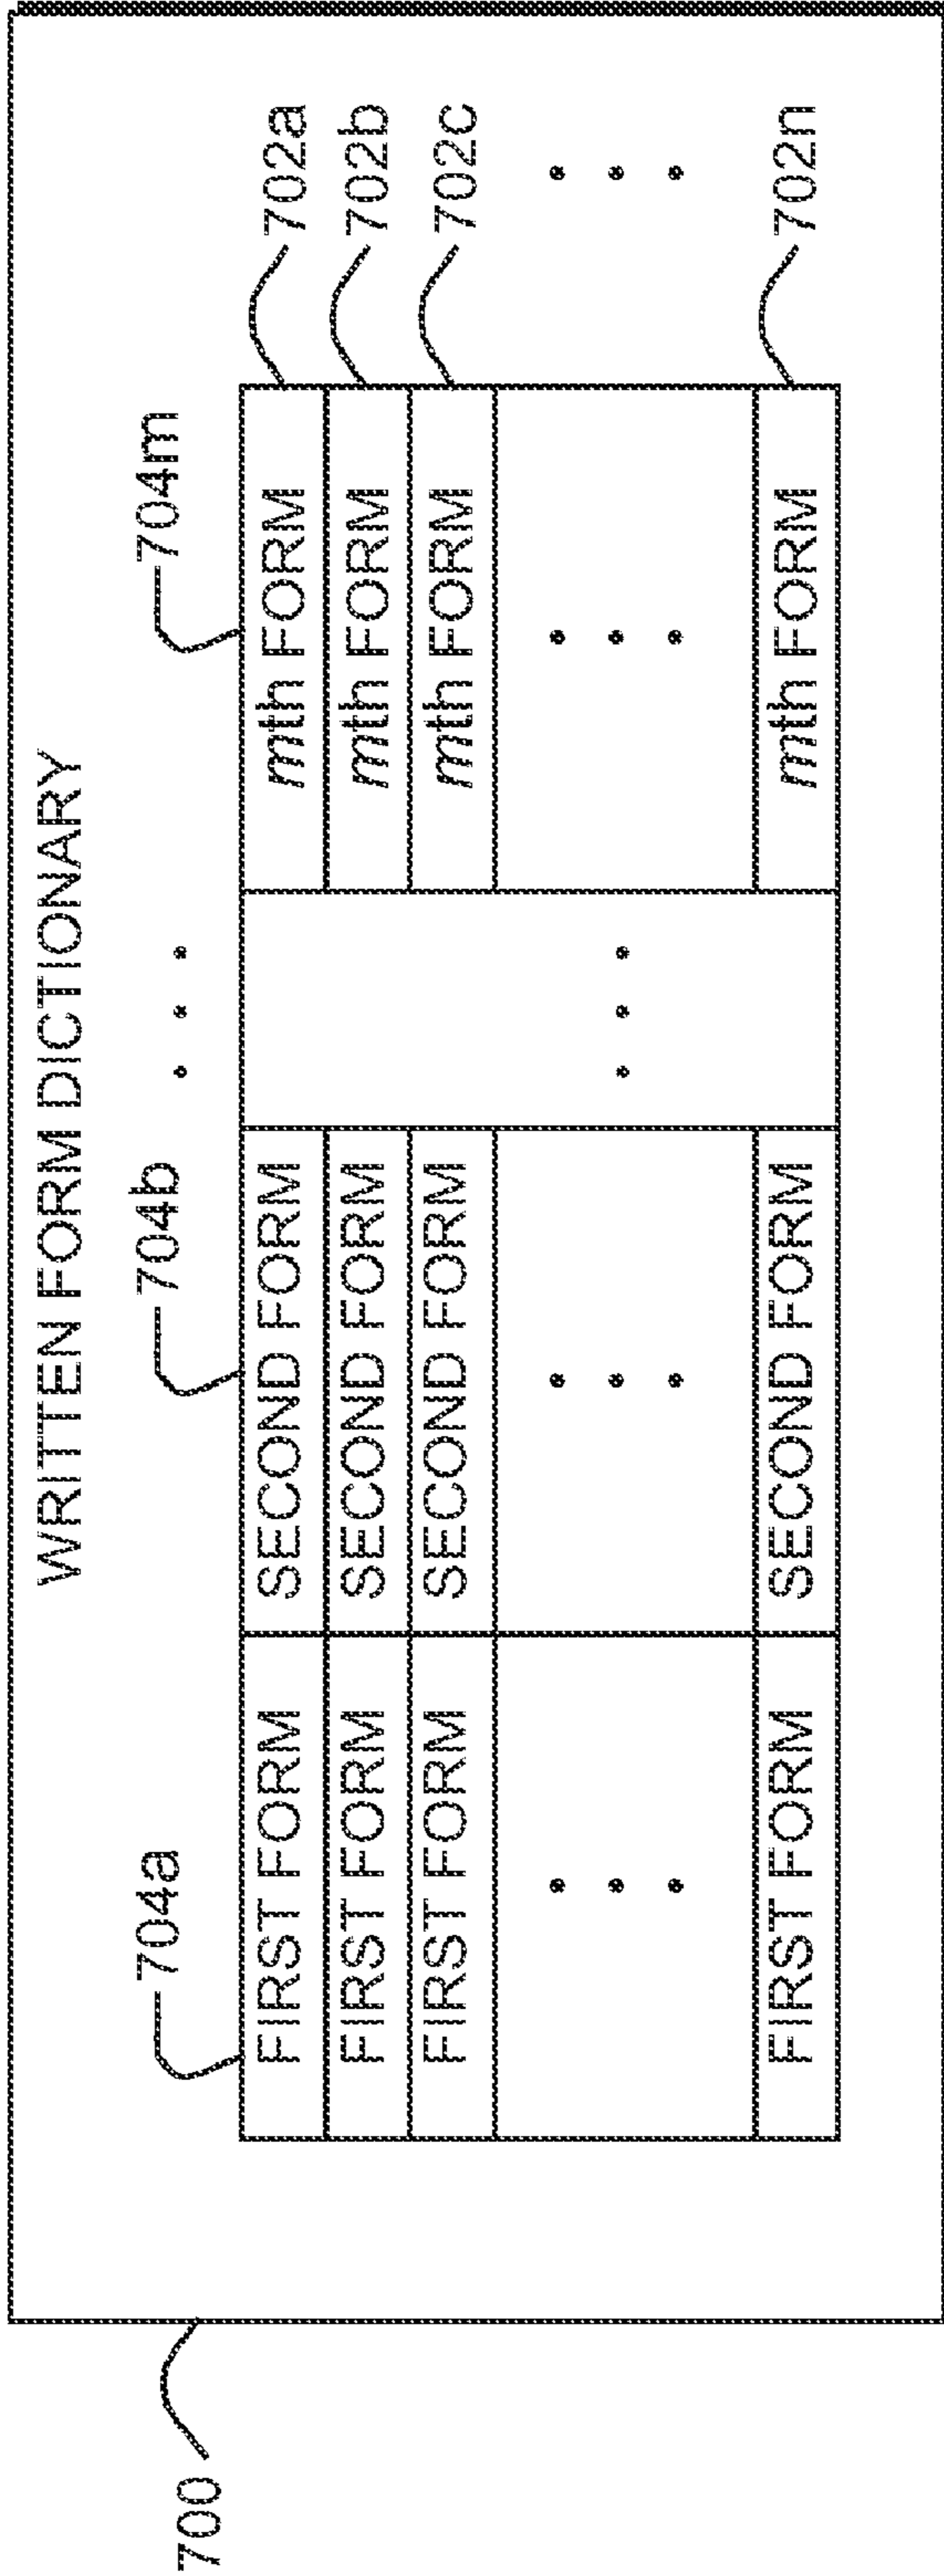 WRITTEN FORM DICTIONARY
704a 704b . . . 704m
FIRST FORM SECOND FORM mth FORM 702a
FIRST FORM SECOND FORM mth FORM 702b
FIRST FORM SECOND FORM mth FORM 702c
. . . . . . . . . . . . . . .
FIRST FORM SECOND FORM mth FORM 702n
700